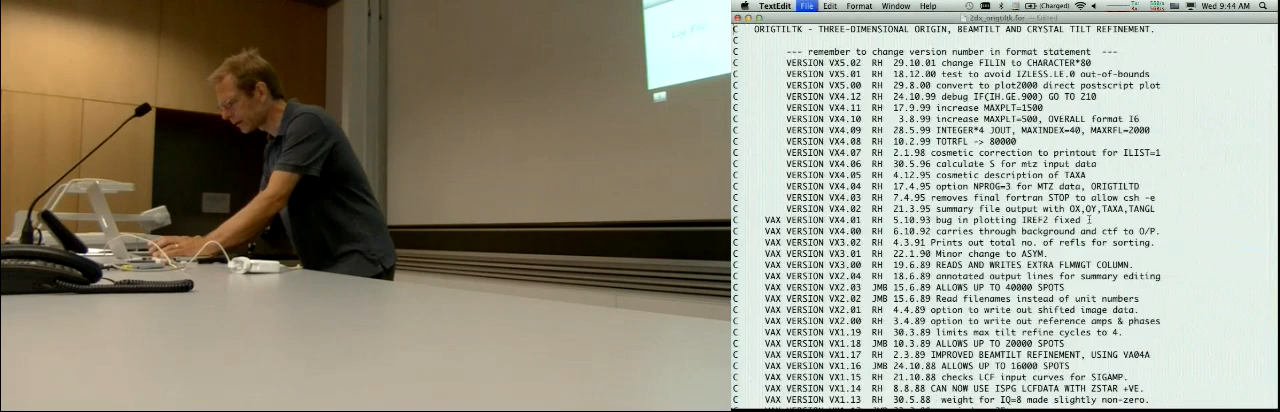 TextEdit File Edit Format Window Help (Charged) Wed 9:44 AM
2dx_origtiltk.for — Edited
C ORIGTILTK - THREE-DIMENSIONAL ORIGIN, BEAMTILT AND CRYSTAL TILT REFINEMENT.
C
C --- remember to change version number in format statement ---
C VERSION VX5.02 RH 29.10.01 change FILIN to CHARACTER*80
C VERSION VX5.01 RH 18.12.00 test to avoid IZLESS.LE.0 out-of-bounds
C VERSION VX5.00 RH 29.8.00 convert to plot2000 direct postscript plot
C VERSION VX4.12 RH 24.10.99 debug IF(IH.GE.900) GO TO 210
C VERSION VX4.11 RH 17.9.99 increase MAXPLT=1500
C VERSION VX4.10 RH 3.8.99 increase MAXPLT=500, OVERALL format I6
C VERSION VX4.09 RH 28.5.99 INTEGER*4 JOUT, MAXINDEX=40, MAXRFL=2000
C VERSION VX4.08 RH 10.2.99 TOTRFL -> 80000
C VERSION VX4.07 RH 2.1.98 cosmetic correction to printout for ILIST=1
C VERSION VX4.06 RH 30.5.96 calculate S for mtz input data
C VERSION VX4.05 RH 4.12.95 cosmetic description of TAXA
C VERSION VX4.04 RH 17.4.95 option NPROG=3 for MTZ data, ORIGTILTD
C VERSION VX4.03 RH 7.4.95 removes final fortran STOP to allow csh -e
C VERSION VX4.02 RH 21.3.95 summary file output with OX,OY,TAXA,TANGL
C VAX VERSION VX4.01 RH 5.10.93 bug in plotting IREF2 fixed
C VAX VERSION VX4.00 RH 6.10.92 carries through background and ctf to O/P.
C VAX VERSION VX3.02 RH 4.3.91 Prints out total no. of refls for sorting.
C VAX VERSION VX3.01 RH 22.1.90 Minor change to ASYM.
C VAX VERSION VX3.00 RH 19.6.89 READS AND WRITES EXTRA FLMWGT COLUMN.
C VAX VERSION VX2.04 RH 18.6.89 annotated output lines for summary editing
C VAX VERSION VX2.03 JMB 15.6.89 ALLOWS UP TO 40000 SPOTS
C VAX VERSION VX2.02 JMB 15.6.89 Read filenames instead of unit numbers
C VAX VERSION VX2.01 RH 4.4.89 option to write out shifted image data.
C VAX VERSION VX2.00 RH 3.4.89 option to write out reference amps & phases
C VAX VERSION VX1.19 RH 30.3.89 limits max tilt refine cycles to 4.
C VAX VERSION VX1.18 JMB 10.3.89 ALLOWS UP TO 20000 SPOTS
C VAX VERSION VX1.17 RH 2.3.89 IMPROVED BEAMTILT REFINEMENT, USING VA04A
C VAX VERSION VX1.16 JMB 24.10.88 ALLOWS UP TO 16000 SPOTS
C VAX VERSION VX1.15 RH 21.10.88 checks LCF input curves for SIGAMP.
C VAX VERSION VX1.14 RH 8.8.88 CAN NOW USE ISPG LCFDATA WITH ZSTAR +VE.
C VAX VERSION VX1.13 RH 30.5.88 weight for IQ=8 made slightly non-zero.